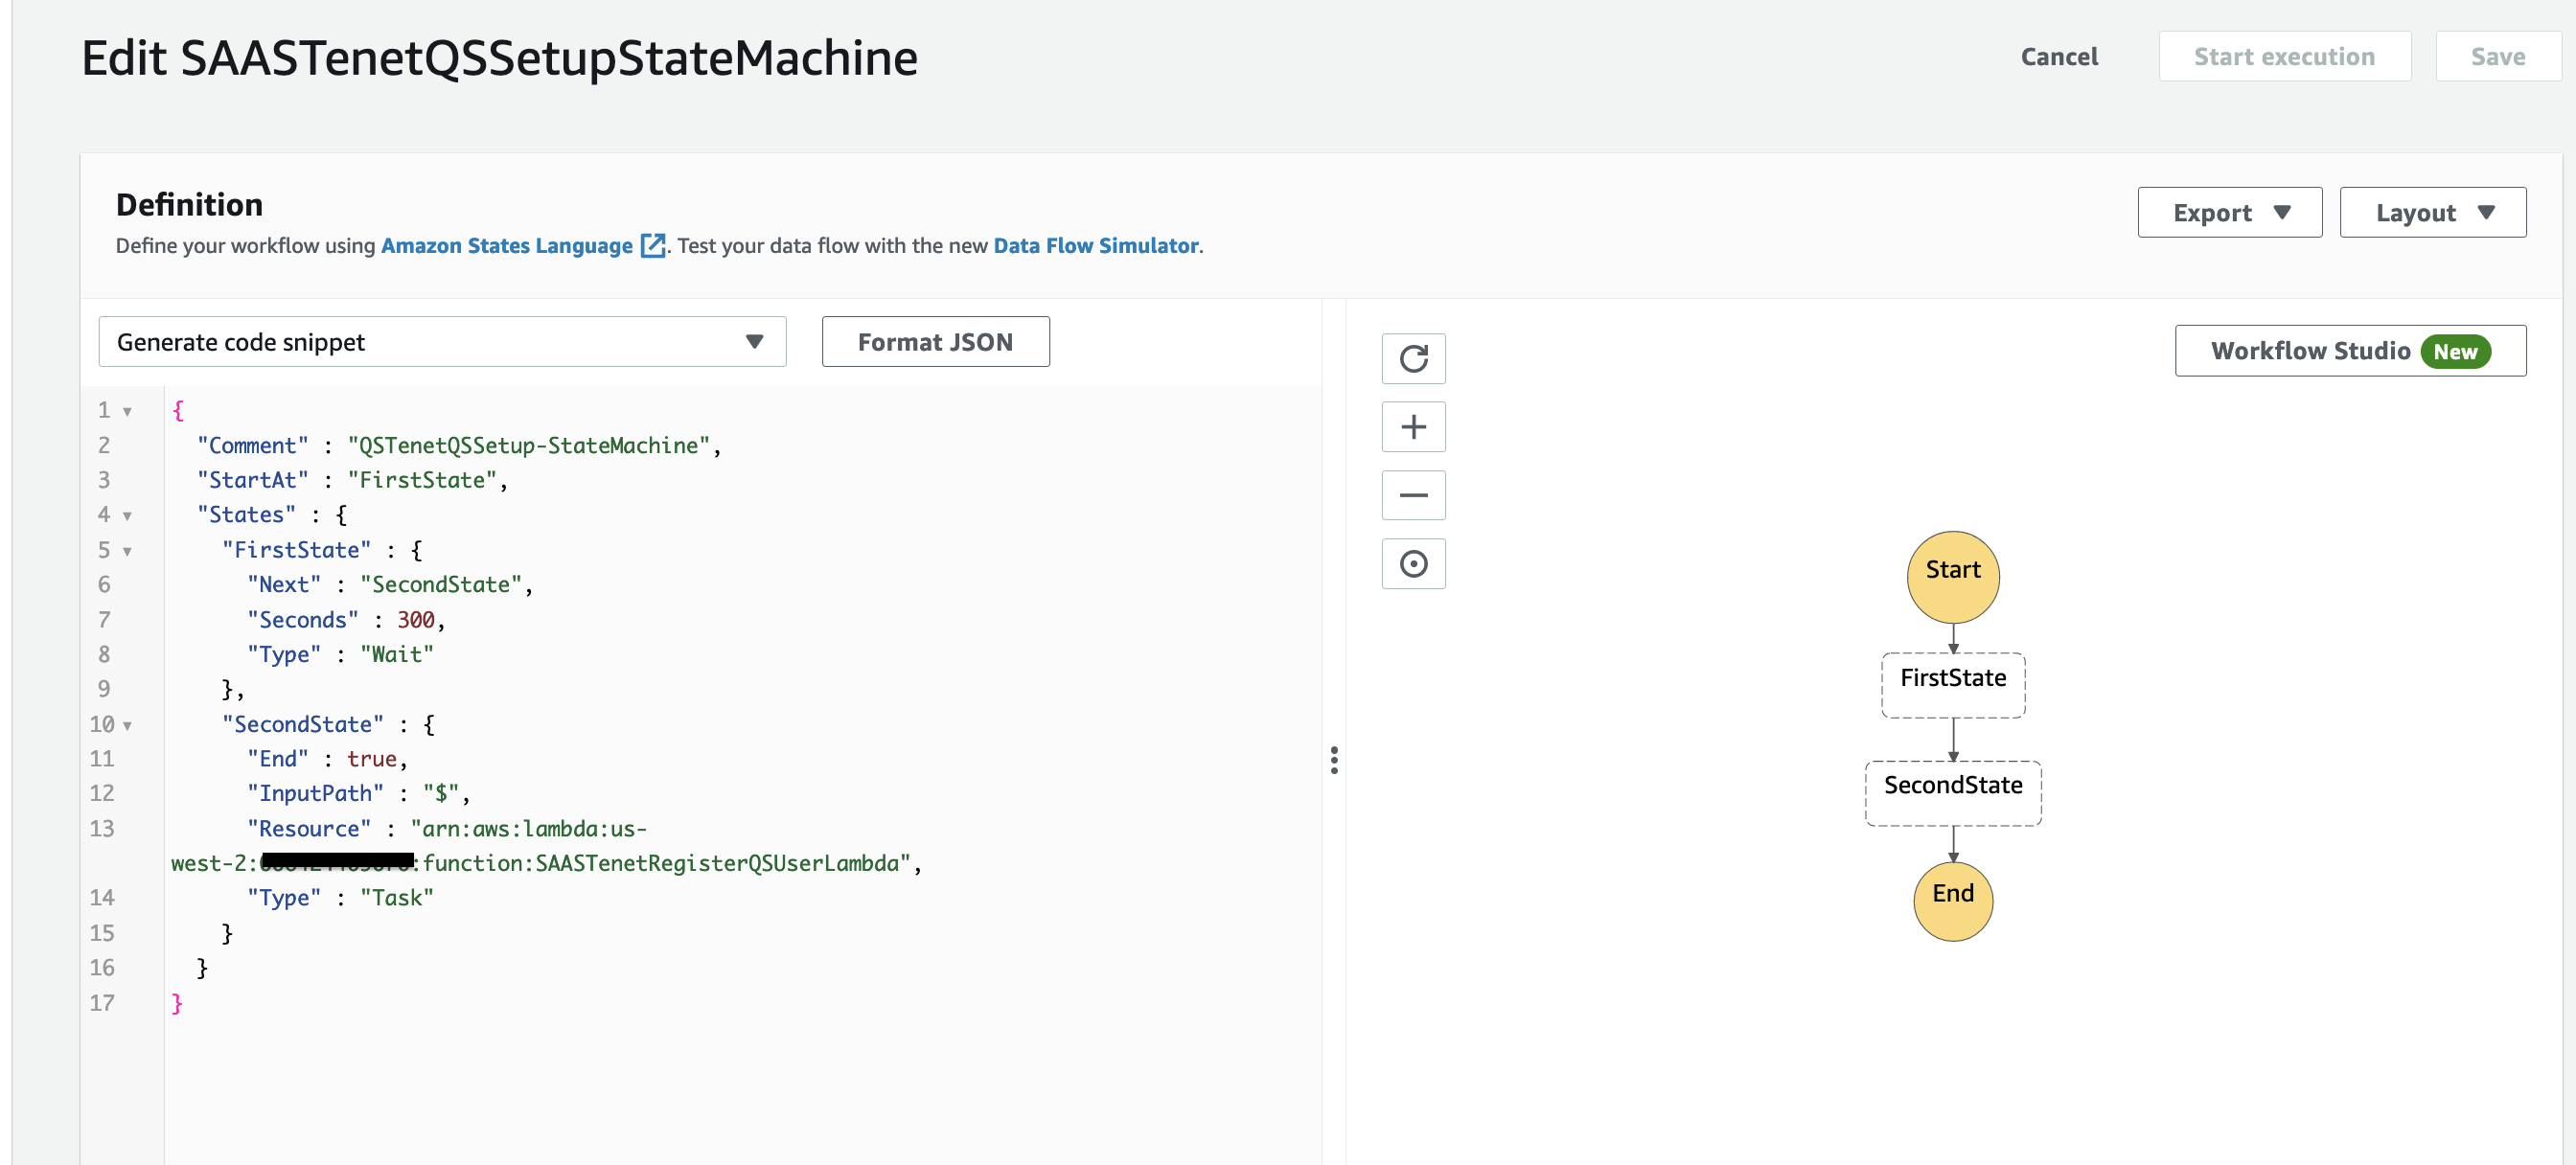 Edit SAASTenetQSSetupStateMachine
Cancel
Start execution
Save
Definition
Define your workflow using Amazon States Language . Test your data flow with the new Data Flow Simulator.
Export
Layout
Generate code snippet
Format JSON
Workflow Studio New
1 {
2 "Comment" : "QSTenetQSSetup-StateMachine",
3 "StartAt" : "FirstState",
4 "States" : {
5 "FirstState" : {
6 "Next" : "SecondState",
7 "Seconds" : 300,
8 "Type" : "Wait"
9 },
10 "SecondState" : {
11 "End" : true,
12 "InputPath" : "$",
13 "Resource" : "arn:aws:lambda:us-
west-2: :function:SAASTenetRegisterQSUserLambda",
14 "Type" : "Task"
15 }
16 }
17 }
Start
FirstState
SecondState
End